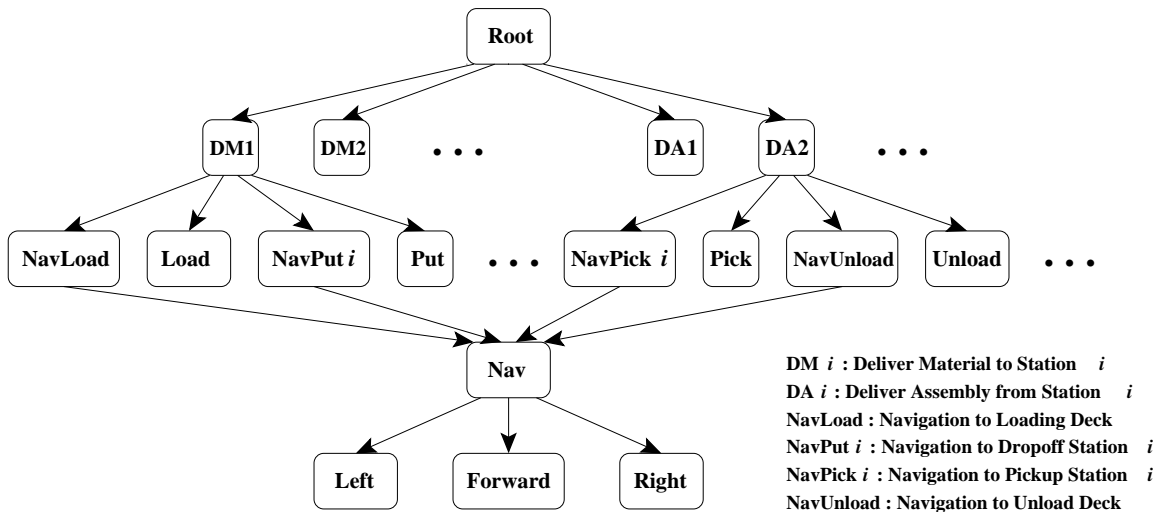 Root
DM1 DM2 . . . DA1 DA2 . . .
NavLoad Load NavPut i Put . . . NavPick i Pick NavUnload Unload . . .
Nav
Left Forward Right
DM i : Deliver Material to Station i
DA i : Deliver Assembly from Station i
NavLoad : Navigation to Loading Deck
NavPut i : Navigation to Dropoff Station i
NavPick i : Navigation to Pickup Station i
NavUnload : Navigation to Unload Deck